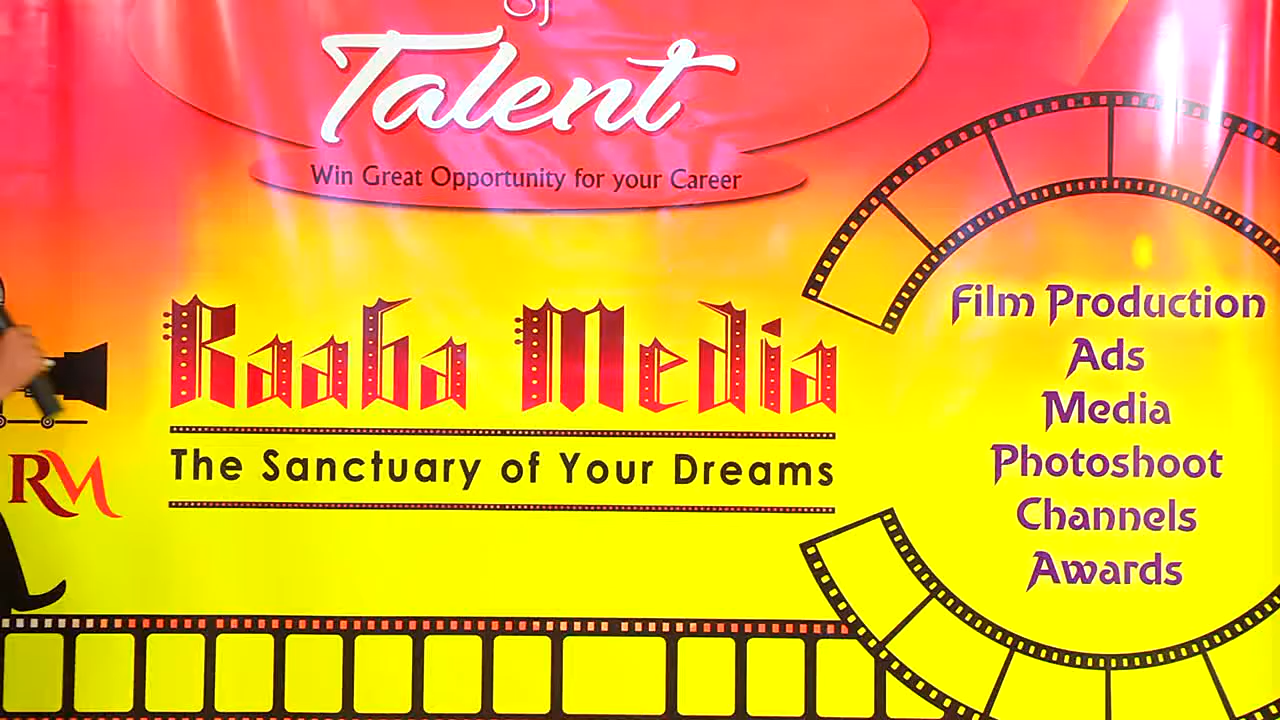 of
Talent
Win Great Opportunity for your Career
Raaba Media
The Sanctuary of Your Dreams
RM
Film Production
Ads
Media
Photoshoot
Channels
Awards